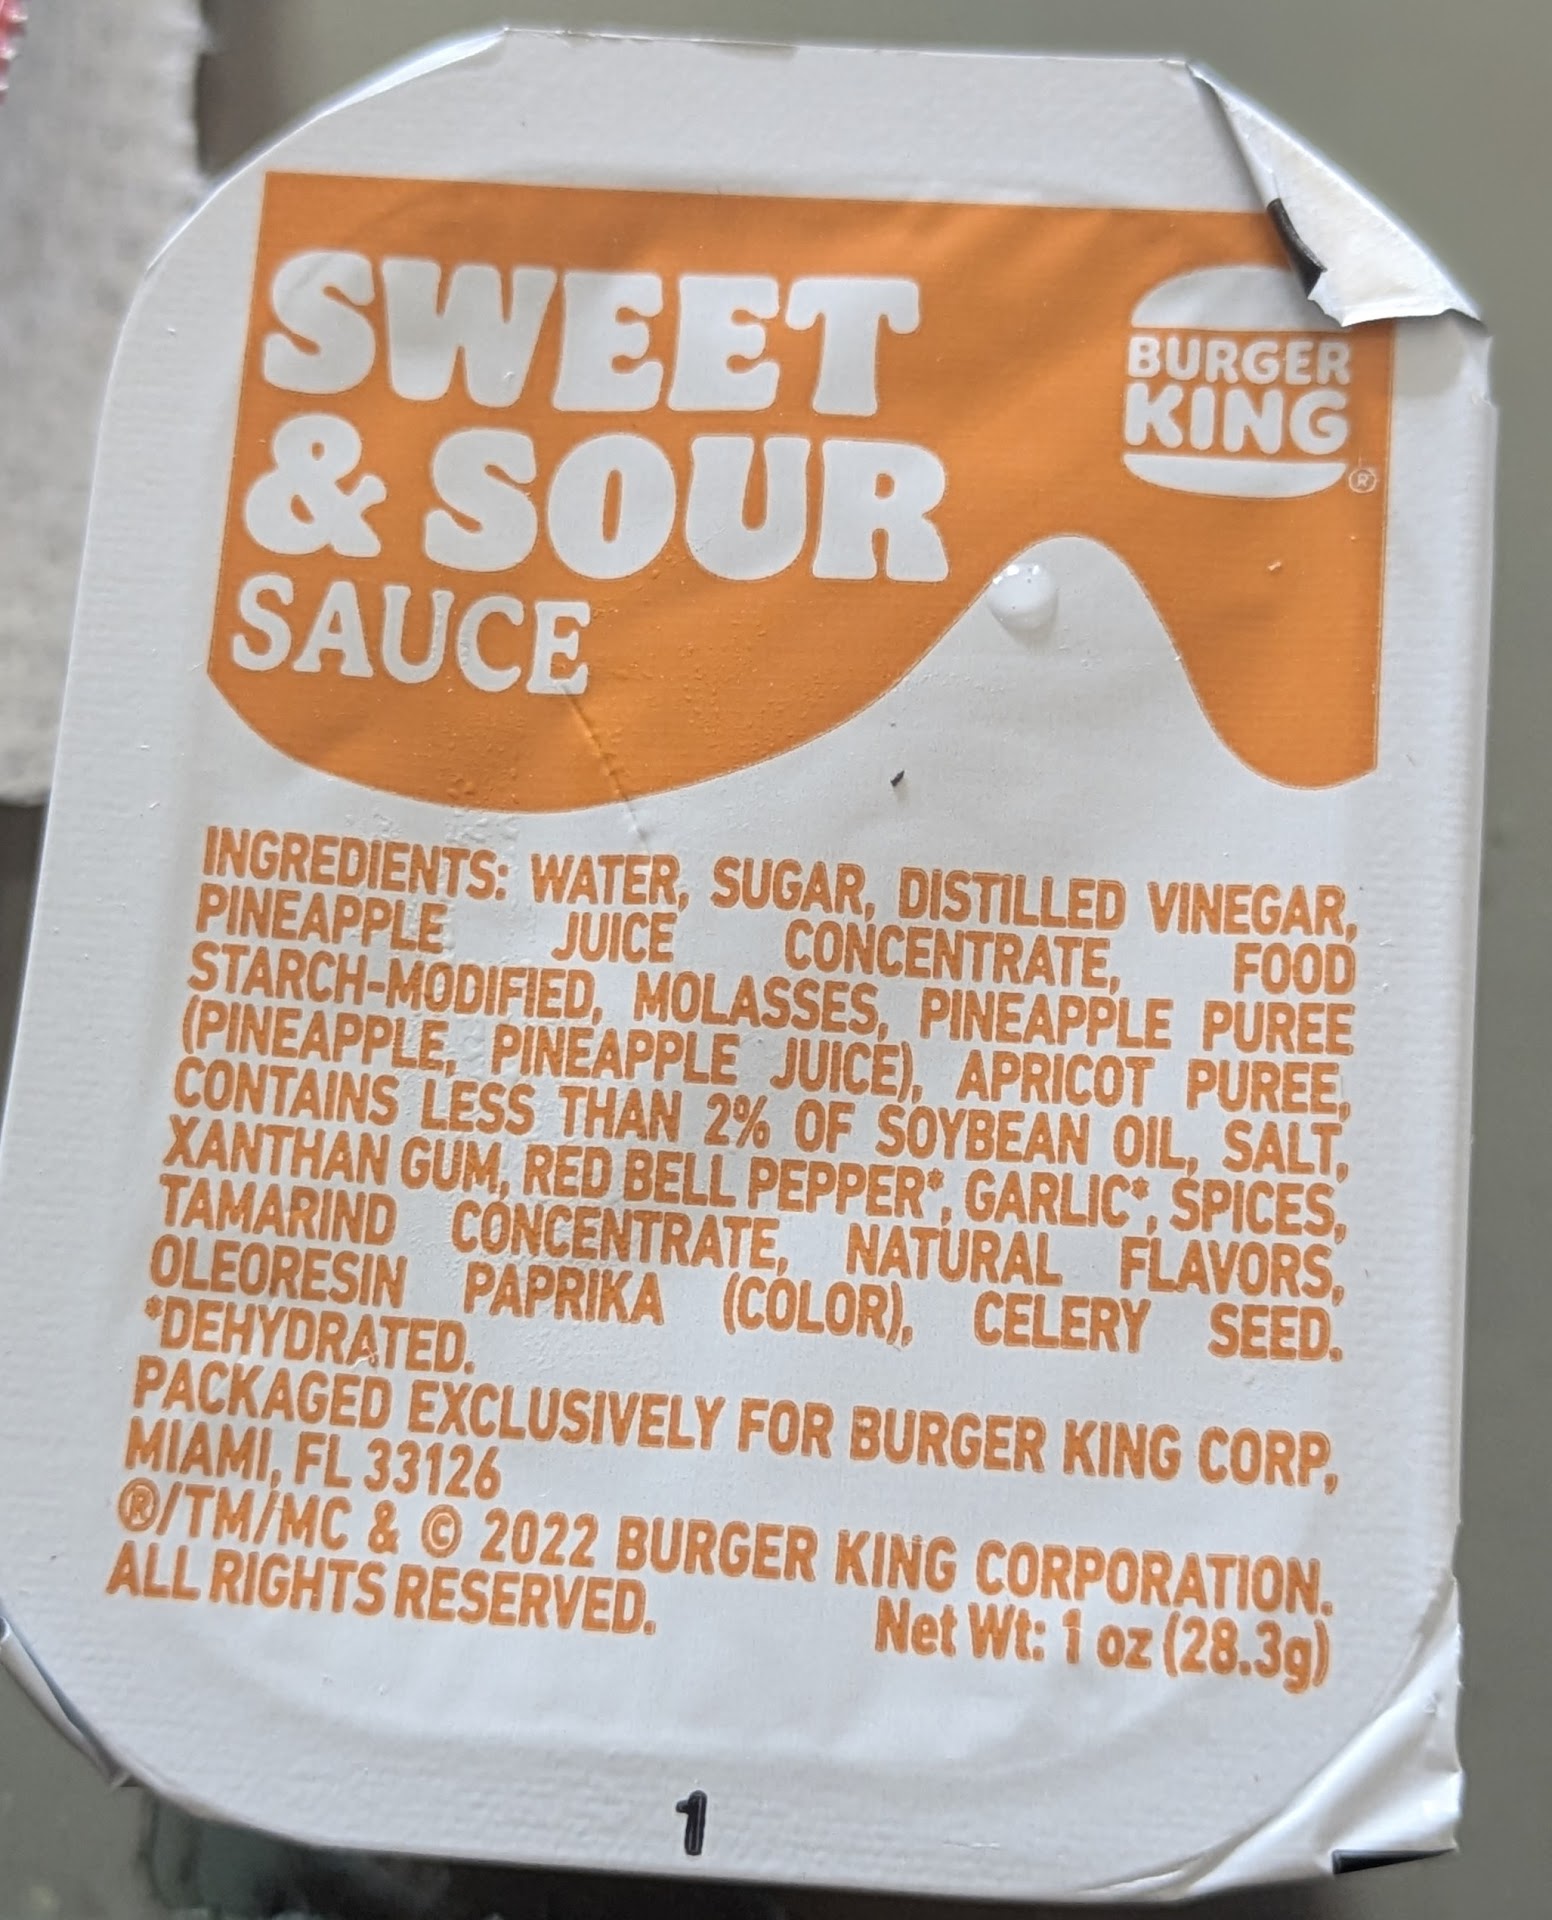 SWEET
& SOUR
SAUCE
BURGER
KING
®
INGREDIENTS: WATER, SUGAR, DISTILLED VINEGAR,
PINEAPPLE JUICE CONCENTRATE, FOOD
STARCH-MODIFIED, MOLASSES, PINEAPPLE PUREE
(PINEAPPLE, PINEAPPLE JUICE), APRICOT PUREE,
CONTAINS LESS THAN 2% OF SOYBEAN OIL, SALT,
XANTHAN GUM, RED BELL PEPPER*, GARLIC*, SPICES,
TAMARIND CONCENTRATE, NATURAL FLAVORS,
OLEORESIN PAPRIKA (COLOR), CELERY SEED.
*DEHYDRATED.
PACKAGED EXCLUSIVELY FOR BURGER KING CORP,
MIAMI, FL 33126
®/TM/MC & © 2022 BURGER KING CORPORATION.
ALL RIGHTS RESERVED. Net Wt: 1 oz (28.3g)
1